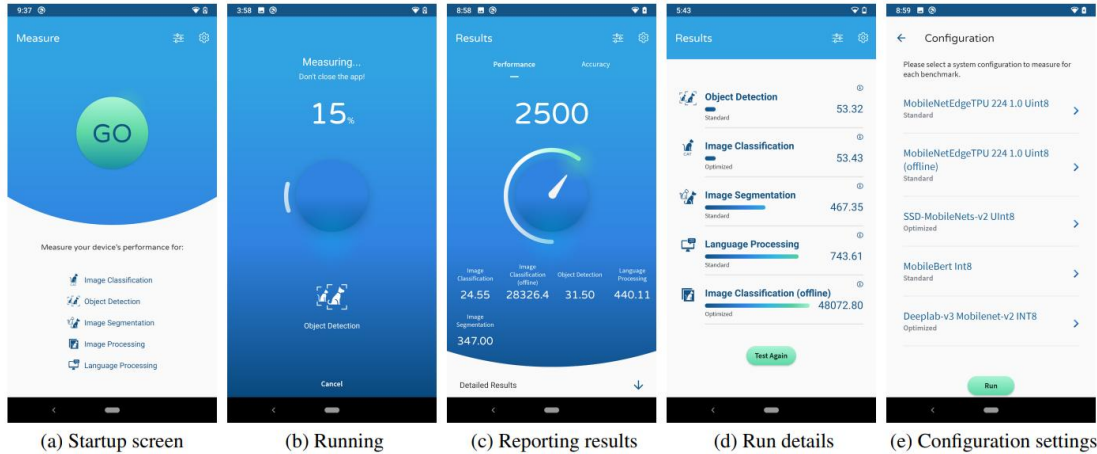 9:37
Measure
GO
Measure your device's performance for:
Image Classification
Object Detection
Image Segmentation
Image Processing
Language Processing
(a) Startup screen
3:58
Measuring...
Don't close the app!
15%
Object Detection
Cancel
(b) Running
8:58
Results
Performance
Accuracy
2500
Image
Classification
24.55
Image
Classification
(offline)
28326.4
Object Detection
31.50
Language
Processing
440.11
Image
Segmentation
347.00
Detailed Results
(c) Reporting results
5:43
Results
Object Detection
53.32
Standard
CAT
Image Classification
53.43
Optimized
Image Segmentation
467.35
Standard
Language Processing
743.61
Standard
Image Classification (offline)
48072.80
Optimized
Test Again
(d) Run details
8:59
Configuration
Please select a system configuration to measure for
each benchmark.
MobileNetEdgeTPU 224 1.0 Uint8
Standard
MobileNetEdgeTPU 224 1.0 Uint8
(offline)
Standard
SSD-MobileNets-v2 UInt8
Optimized
MobileBert Int8
Standard
Deeplab-v3 Mobilenet-v2 INT8
Optimized
Run
(e) Configuration settings